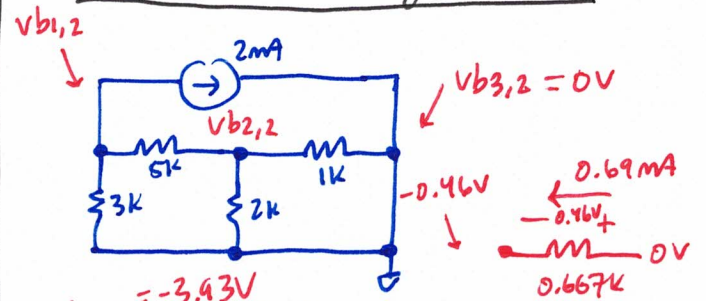 Vb1,2
2mA
Vb3,2 = 0V
Vb2,2
5K
1K
0.69mA
3K
2K
-0.46V
- 0.46V +
0V
0.667K
= -3.93V